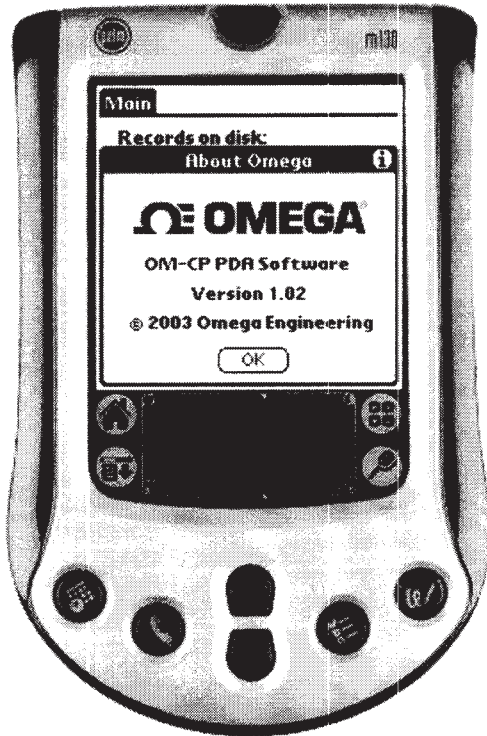 palm
m130
Main
Records on disk:
About Omega
i
OMEGA®
OM-CP PDA Software
Version 1.02
© 2003 Omega Engineering
OK